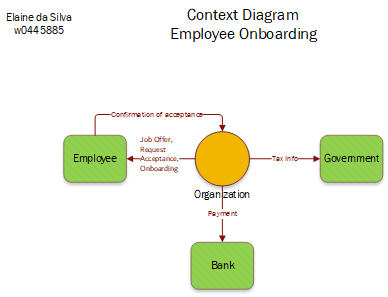 Elaine da Silva
w0445885
Context Diagram
Employee Onboarding
Confirmation of acceptance
Employee
Job Offer,
Request
Acceptance,
Onboarding
Tax Info
Government
Organization
Payment
Bank